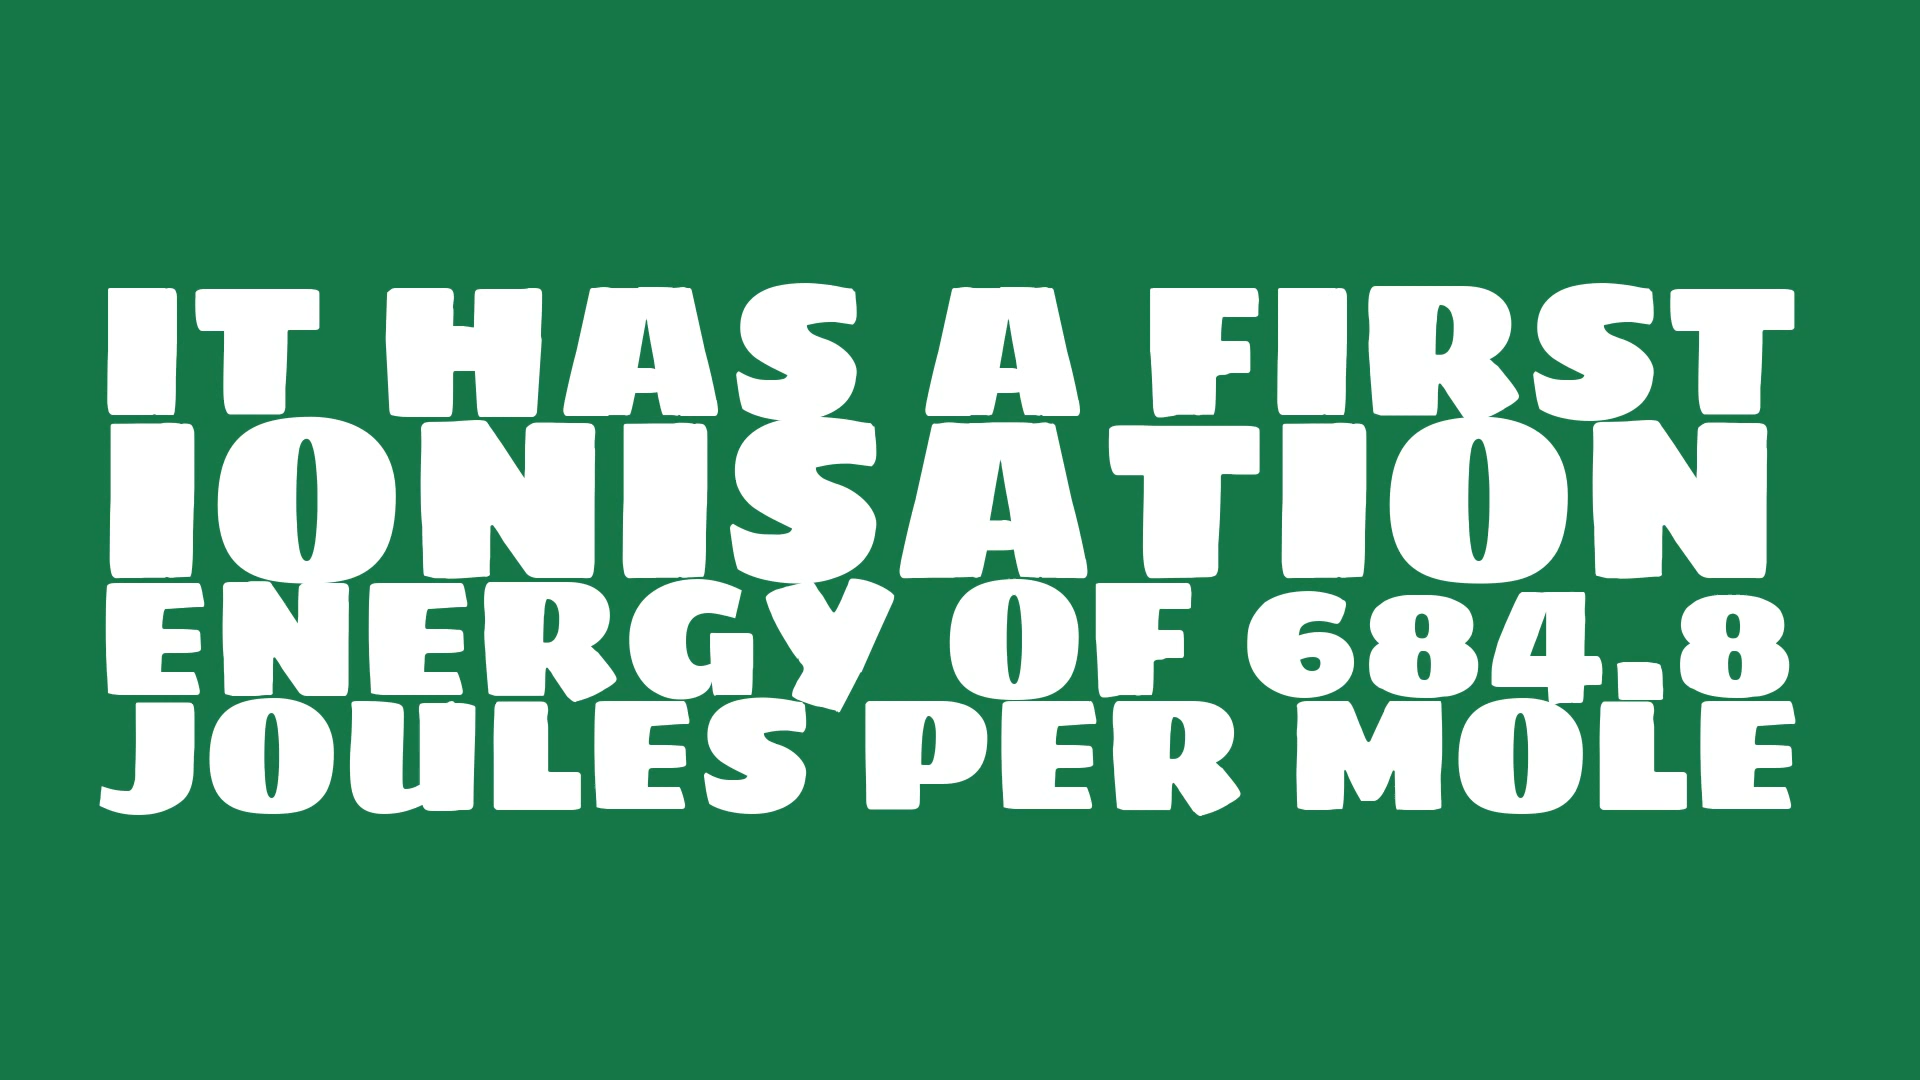 IT HAS A FIRST
IONISATION
ENERGY OF 684.8
JOULES PER MOLE